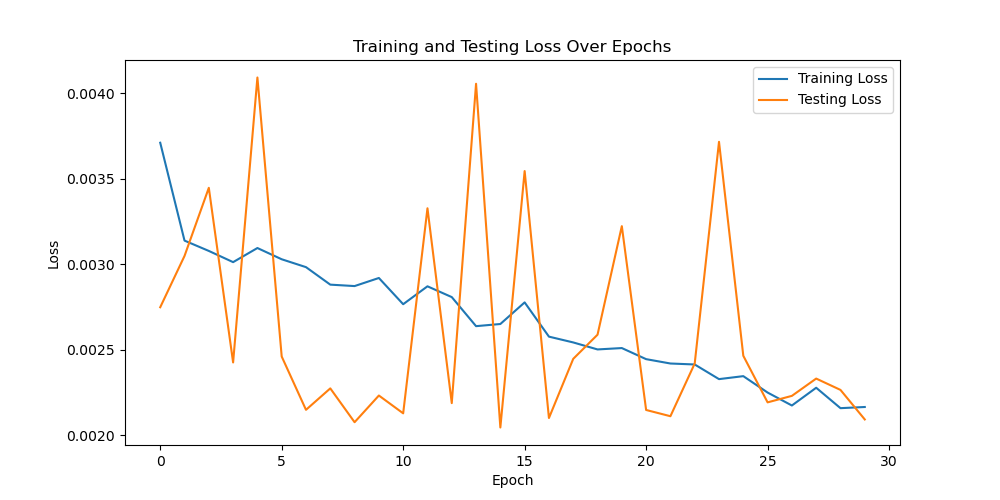 Training and Testing Loss Over Epochs
Training Loss
Testing Loss
0.0040
0.0035
0.0030
0.0025
0.0020
Loss
0 5 10 15 20 25 30
Epoch